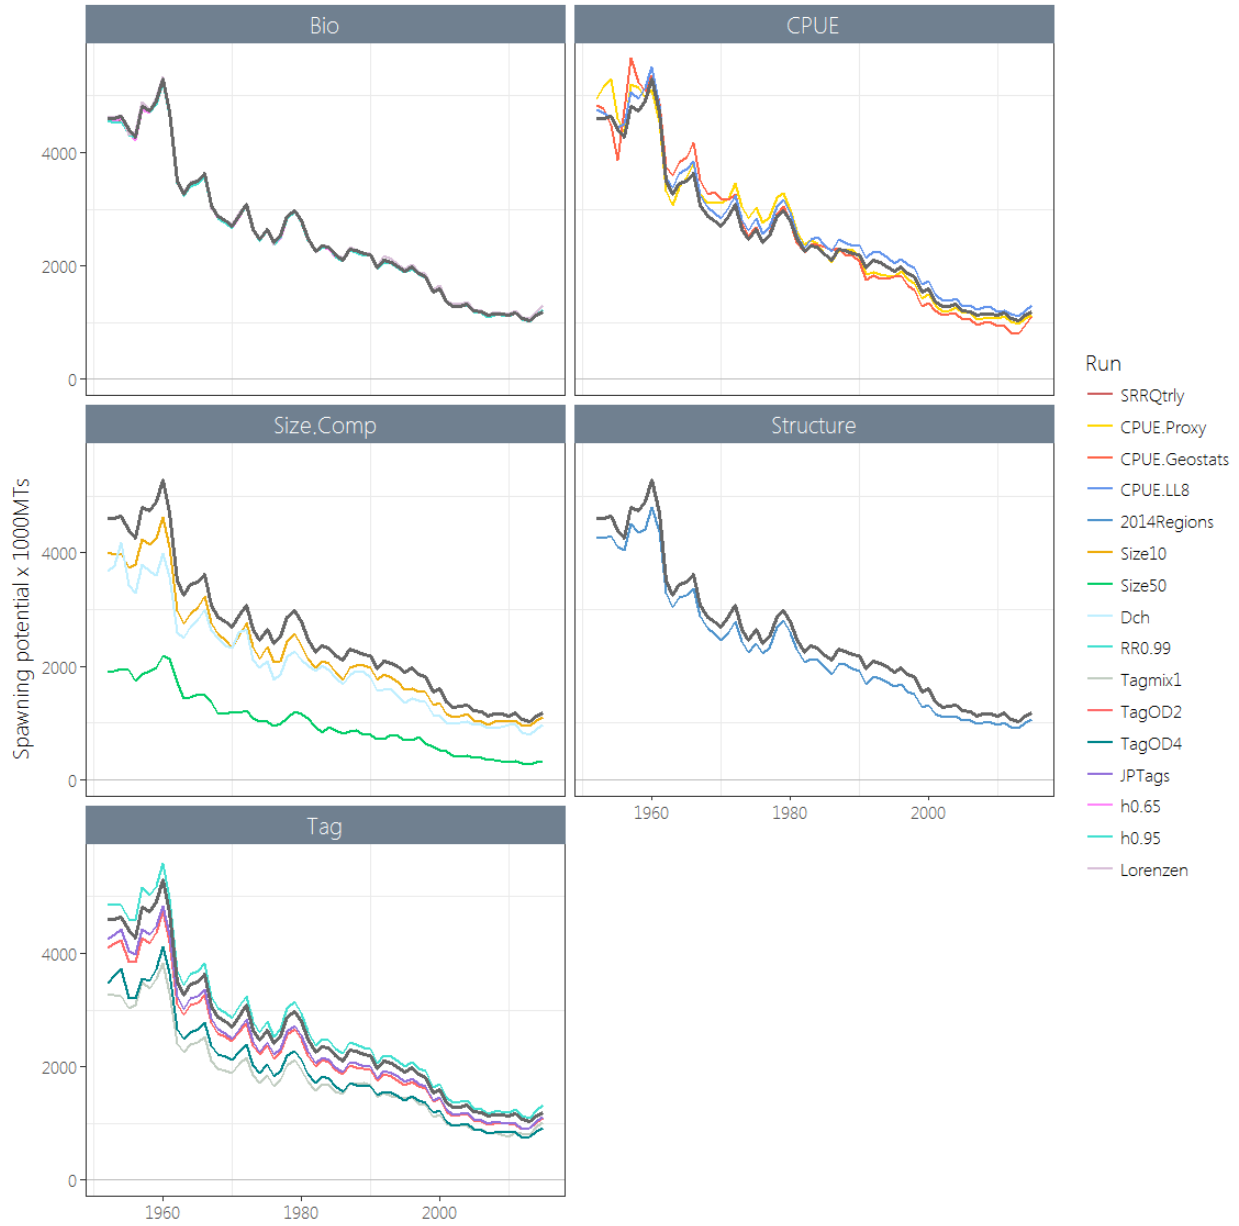 Bio
CPUE
4000
2000
0
Size.Comp
Structure
4000
2000
0
1960
1980
2000
Tag
4000
2000
0
1960
1980
2000
Spawning potential x 1000MTs
Run
SRRQtrly
CPUE.Proxy
CPUE.Geostats
CPUE.LL8
2014Regions
Size10
Size50
Dch
RR0.99
Tagmix1
TagOD2
TagOD4
JPTags
h0.65
h0.95
Lorenzen